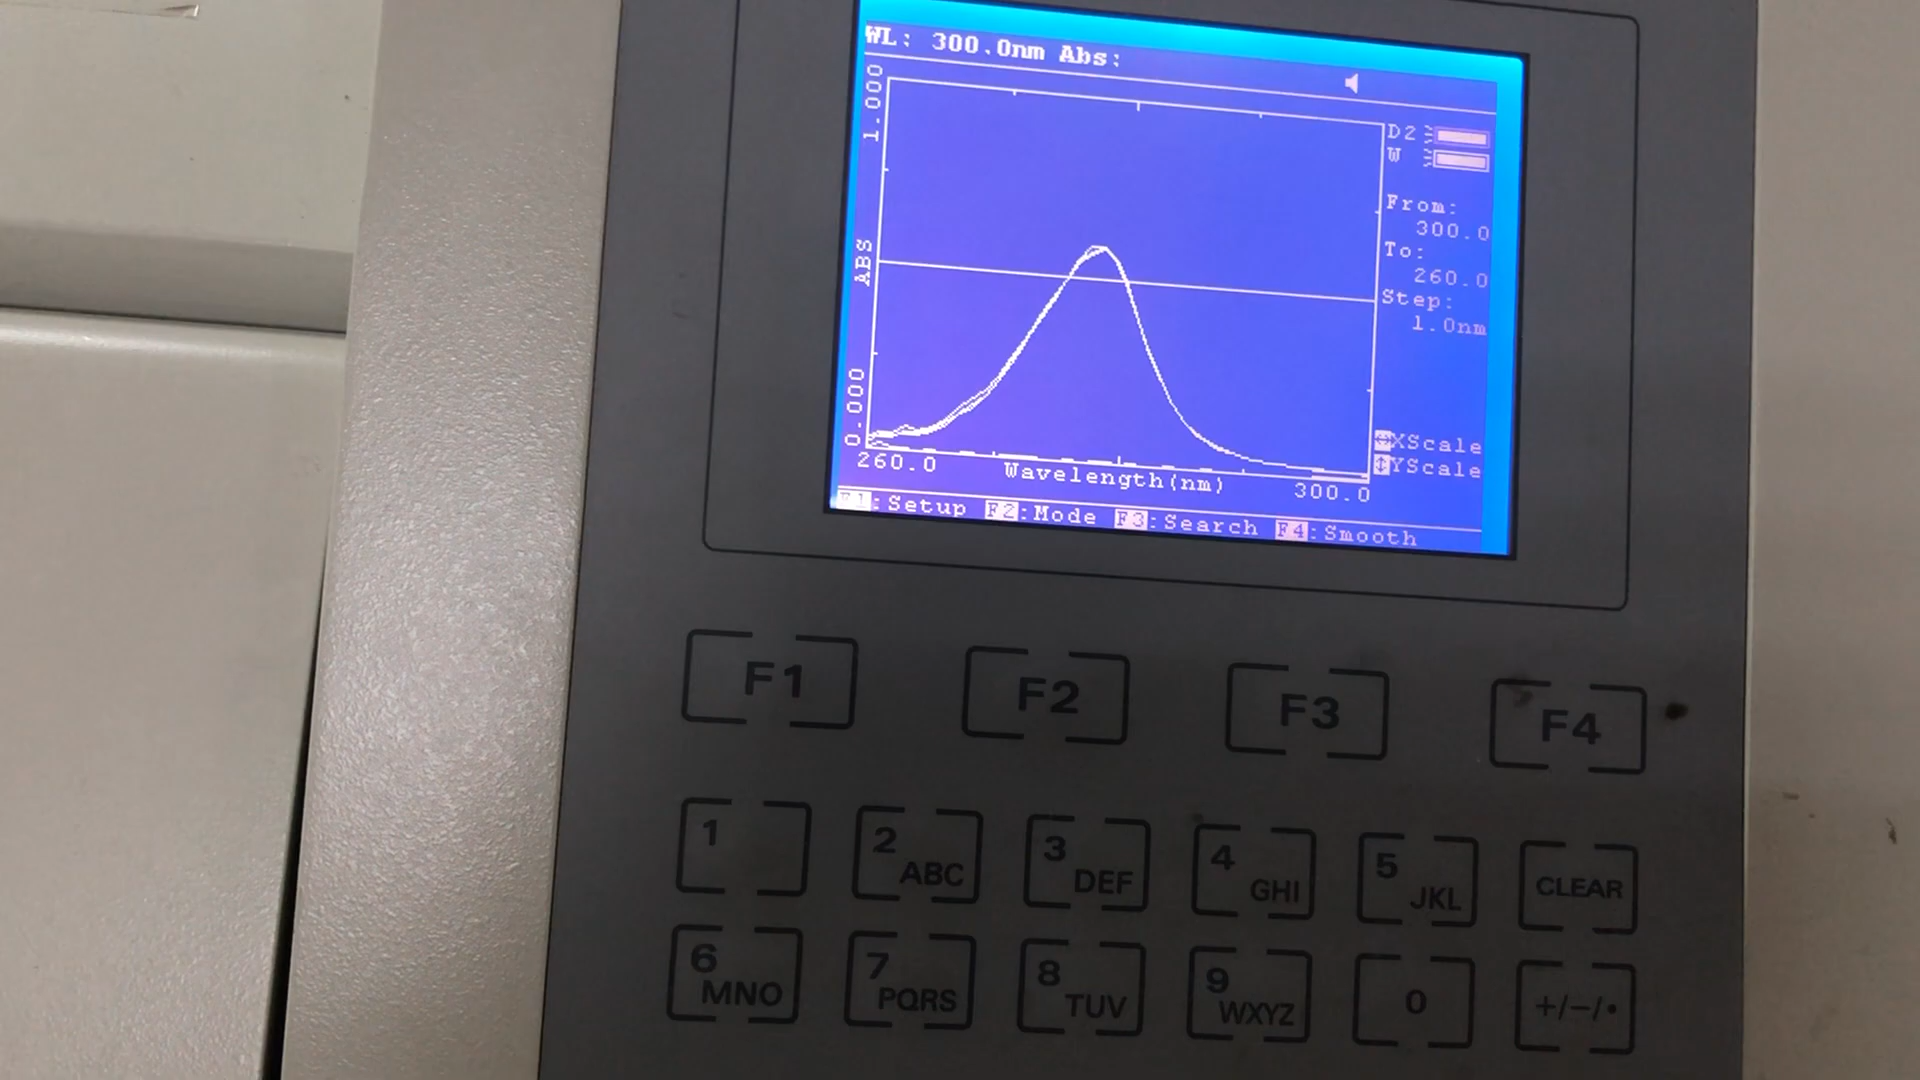 WL: 300.0nm Abs:
1.000
ABS
0.000
D2
W
From:
300.0
To:
260.0
Step:
1.0nm
XScale
YScale
260.0
Wavelength(nm)
300.0
F1:Setup F2:Mode F3:Search F4:Smooth
F1 F2 F3 F4
1 2 ABC 3 DEF 4 GHI 5 JKL CLEAR
6 MNO 7 PQRS 8 TUV 9 WXYZ 0 +/−/•